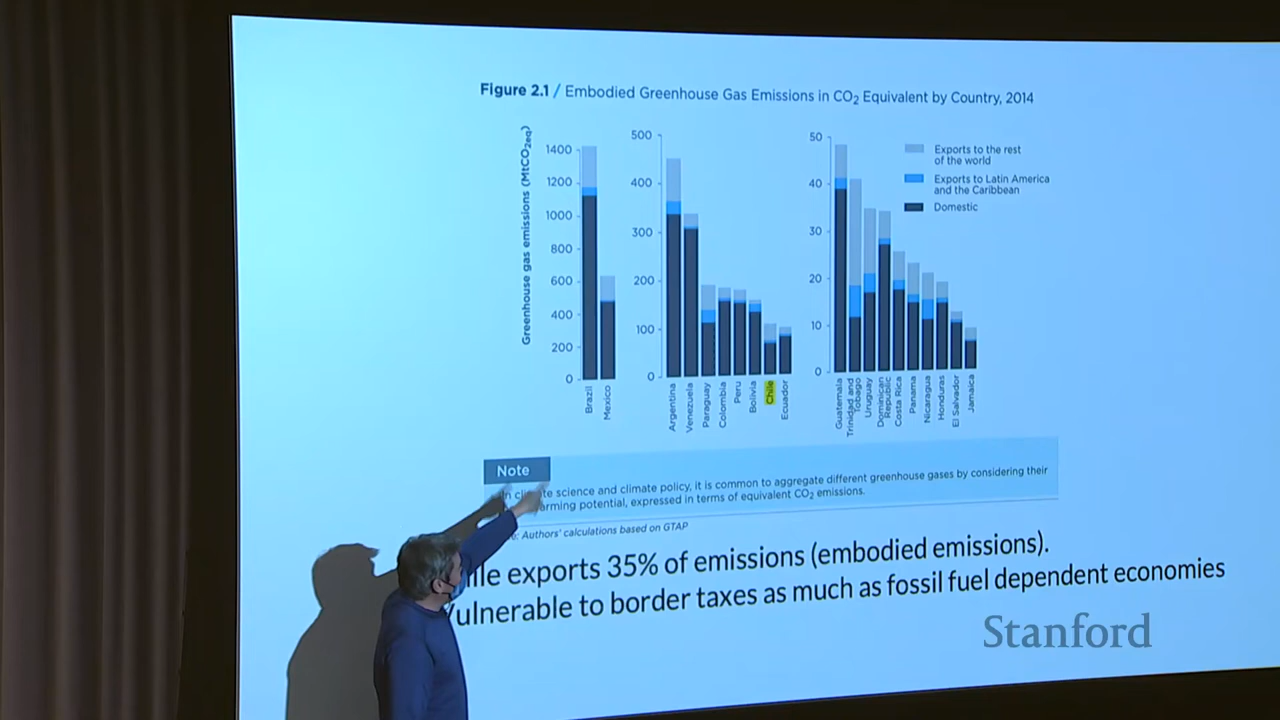 Figure 2.1 / Embodied Greenhouse Gas Emissions in CO2 Equivalent by Country, 2014
Greenhouse gas emissions (MtCO2eq)
1400
1200
1000
800
600
400
200
0
Brazil
Mexico
500
400
300
200
100
0
Argentina
Venezuela
Paraguay
Colombia
Peru
Bolivia
Chile
Ecuador
50
40
30
20
10
0
Guatemala
Trinidad and
Tobago
Uruguay
Dominican
Republic
Costa Rica
Panama
Nicaragua
Honduras
El Salvador
Jamaica
Exports to the rest
of the world
Exports to Latin America
and the Caribbean
Domestic
Note
science and climate policy, it is common to aggregate different greenhouse gases by considering their
potential, expressed in terms of equivalent CO2 emissions.
Authors' calculations based on GTAP
exports 35% of emissions (embodied emissions).
Vulnerable to border taxes as much as fossil fuel dependent economies
Stanford